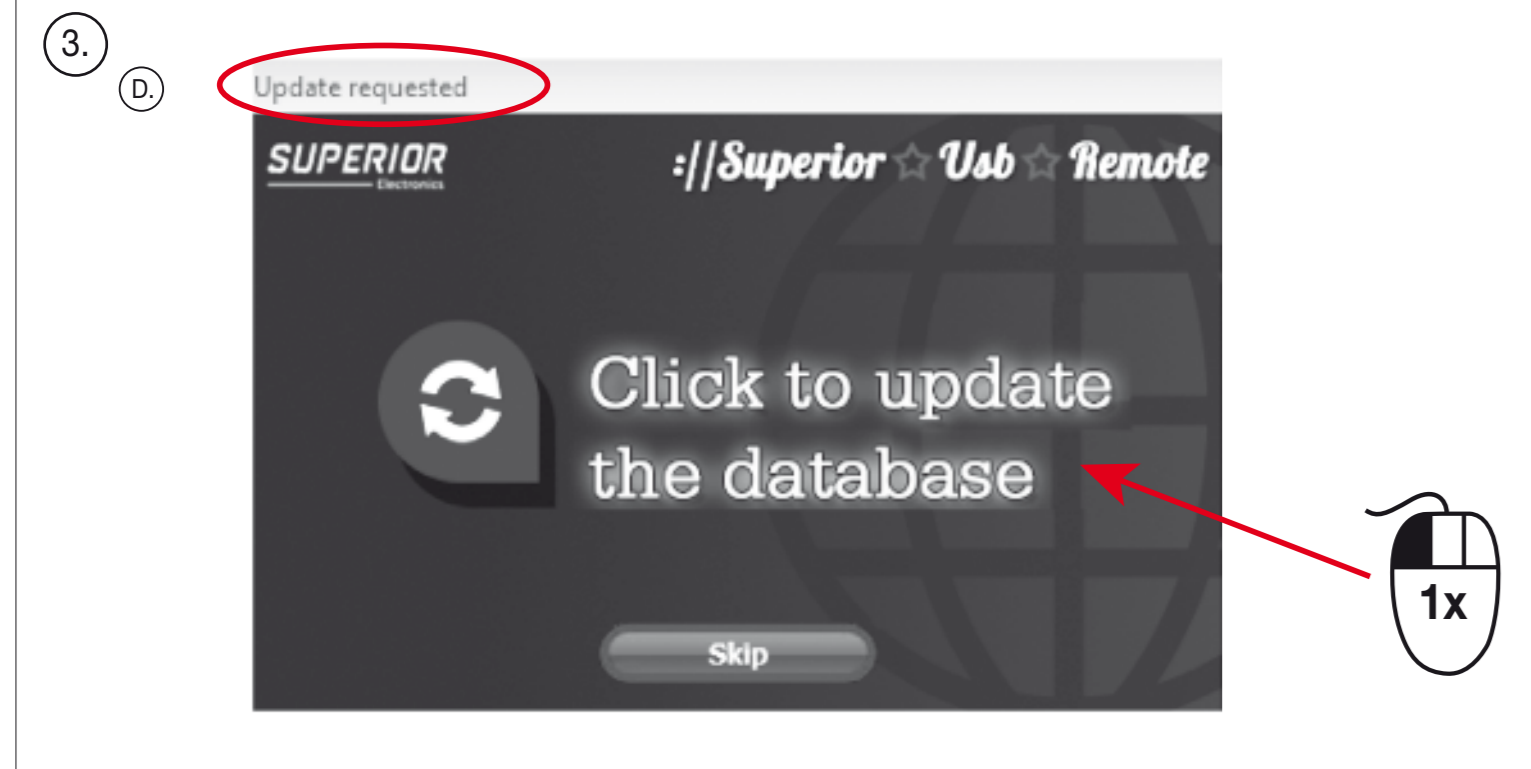 3.
D.
Update requested
SUPERIOR
Electronics
://Superior ☆ Usb ☆ Remote
Click to update
the database
Skip
1x